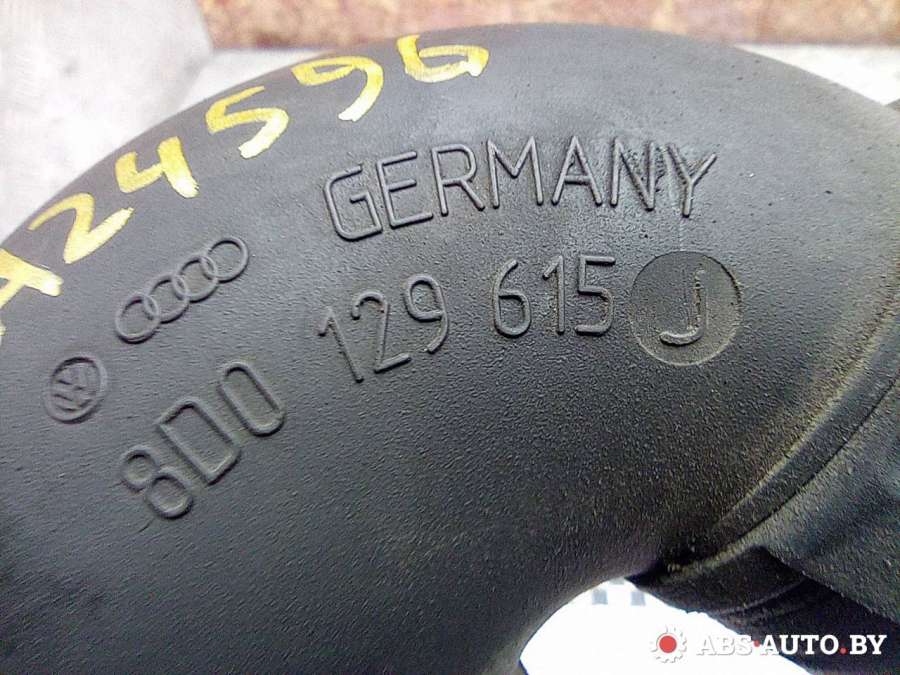 A24596
GERMANY
8D0 129 615 J
ABS-AUTO.BY